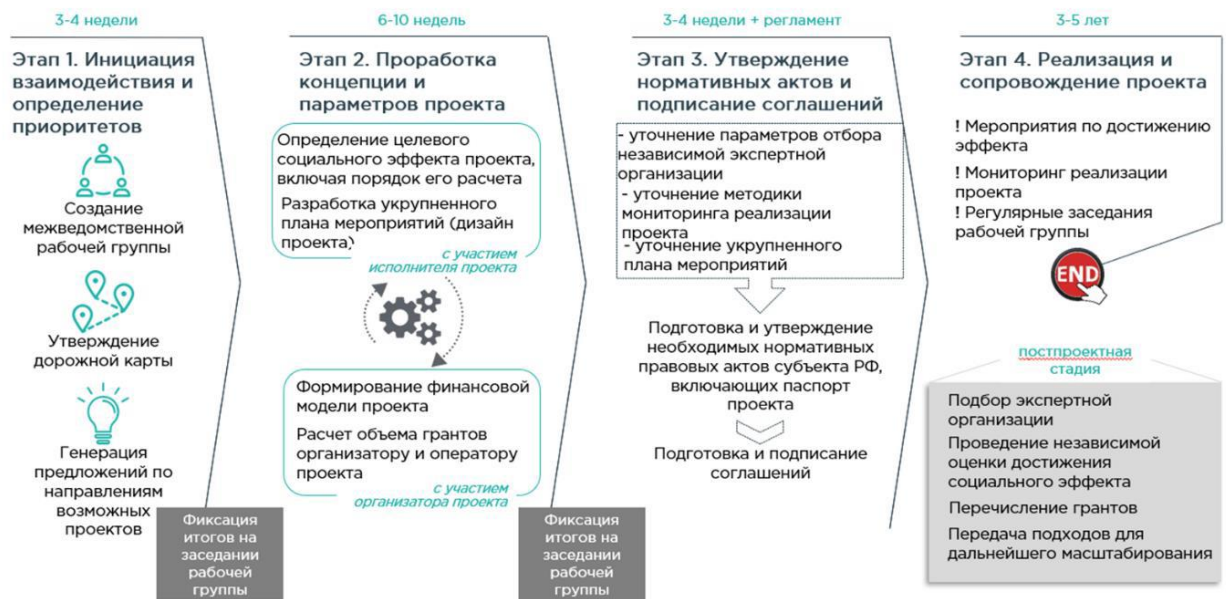 3-4 недели
Этап 1. Инициация
взаимодействия и
определение
приоритетов
Создание
межведомственной
рабочей группы
Утверждение
дорожной карты
Генерация
предложений по
направлениям
возможных
проектов
Фиксация
итогов на
заседании
рабочей
группы
6-10 недель
Этап 2. Проработка
концепции и
параметров проекта
Определение целевого
социального эффекта проекта,
включая порядок его расчета
Разработка укрупненного
плана мероприятий (дизайн
проекта)
с участием
исполнителя проекта
Формирование финансовой
модели проекта
Расчет объема грантов
организатору и оператору
проекта
с участием
организатора проекта
Фиксация
итогов на
заседании
рабочей
группы
3-4 недели + регламент
Этап 3. Утверждение
нормативных актов и
подписание соглашений
- уточнение параметров отбора
независимой экспертной
организации
- уточнение методики
мониторинга реализации
проекта
- уточнение укрупненного
плана мероприятий
Подготовка и утверждение
необходимых нормативных
правовых актов субъекта РФ,
включающих паспорт
проекта
Подготовка и подписание
соглашений
3-5 лет
Этап 4. Реализация и
сопровождение проекта
! Мероприятия по достижению
эффекта
! Мониторинг реализации
проекта
! Регулярные заседания
рабочей группы
END
постпроектная
стадия
Подбор экспертной
организации
Проведение независимой
оценки достижения
социального эффекта
Перечисление грантов
Передача подходов для
дальнейшего масштабирования